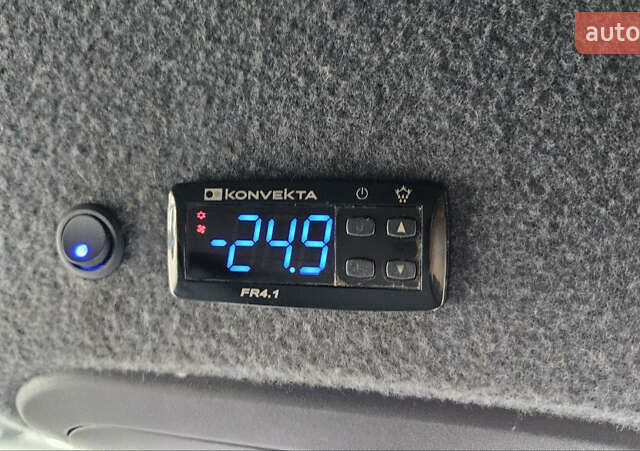 auto
KONVEKTA
-24.9
FR4.1